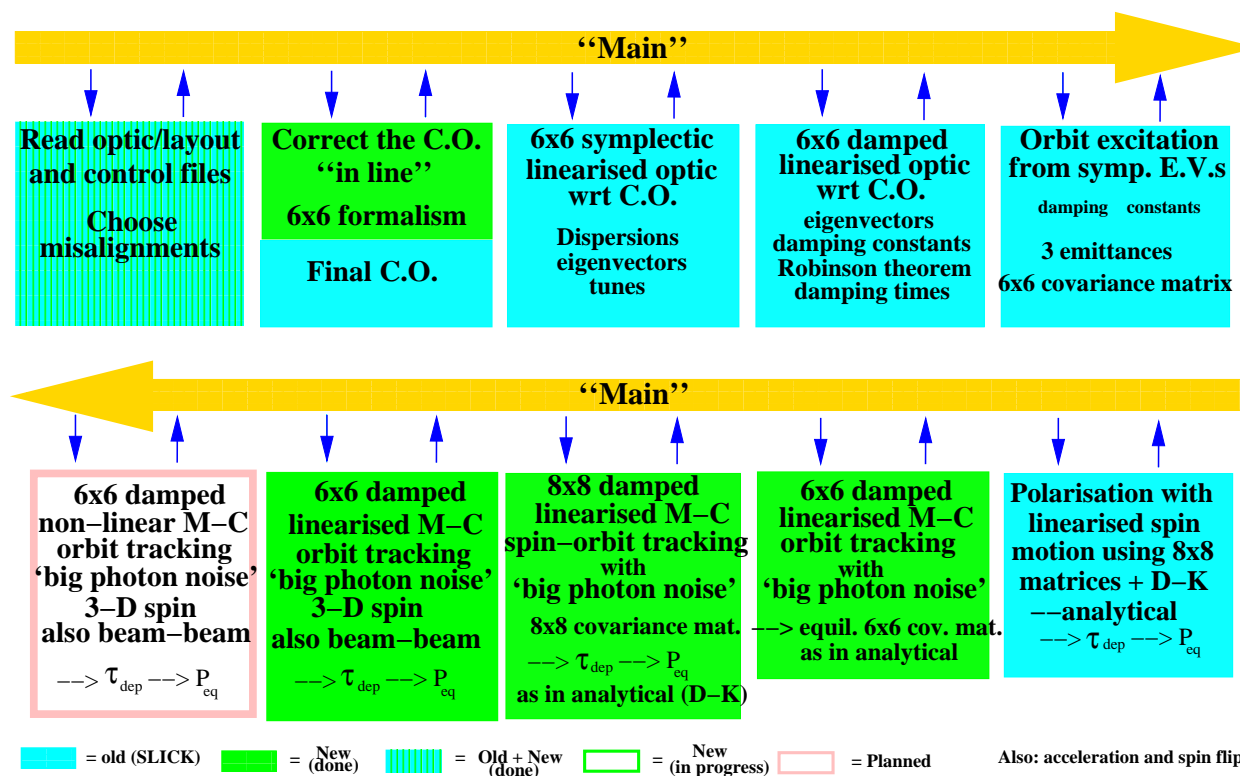 “Main”
Read optic/layout
and control files
Choose
misalignments
Correct the C.O.
“in line”
6x6 formalism
Final C.O.
6x6 symplectic
linearised optic
wrt C.O.
Dispersions
eigenvectors
tunes
6x6 damped
linearised optic
wrt C.O.
eigenvectors
damping constants
Robinson theorem
damping times
Orbit excitation
from symp. E.V.s
damping constants
3 emittances
6x6 covariance matrix
“Main”
6x6 damped
non−linear M−C
orbit tracking
‘big photon noise’
3−D spin
also beam−beam
−−> τdep −−> Peq
6x6 damped
linearised M−C
orbit tracking
‘big photon noise’
3−D spin
also beam−beam
−−> τdep −−> Peq
8x8 damped
linearised M−C
spin−orbit tracking
with
‘big photon noise’
8x8 covariance mat.
−−> τdep −−> Peq
as in analytical (D−K)
6x6 damped
linearised M−C
orbit tracking
with
‘big photon noise’
−−> equil. 6x6 cov. mat.
as in analytical
Polarisation with
linearised spin
motion using 8x8
matrices + D−K
−−analytical
−−> τdep −−> Peq
= old (SLICK)
= New
(done)
= Old + New
(done)
= New
(in progress)
= Planned
Also: acceleration and spin flip